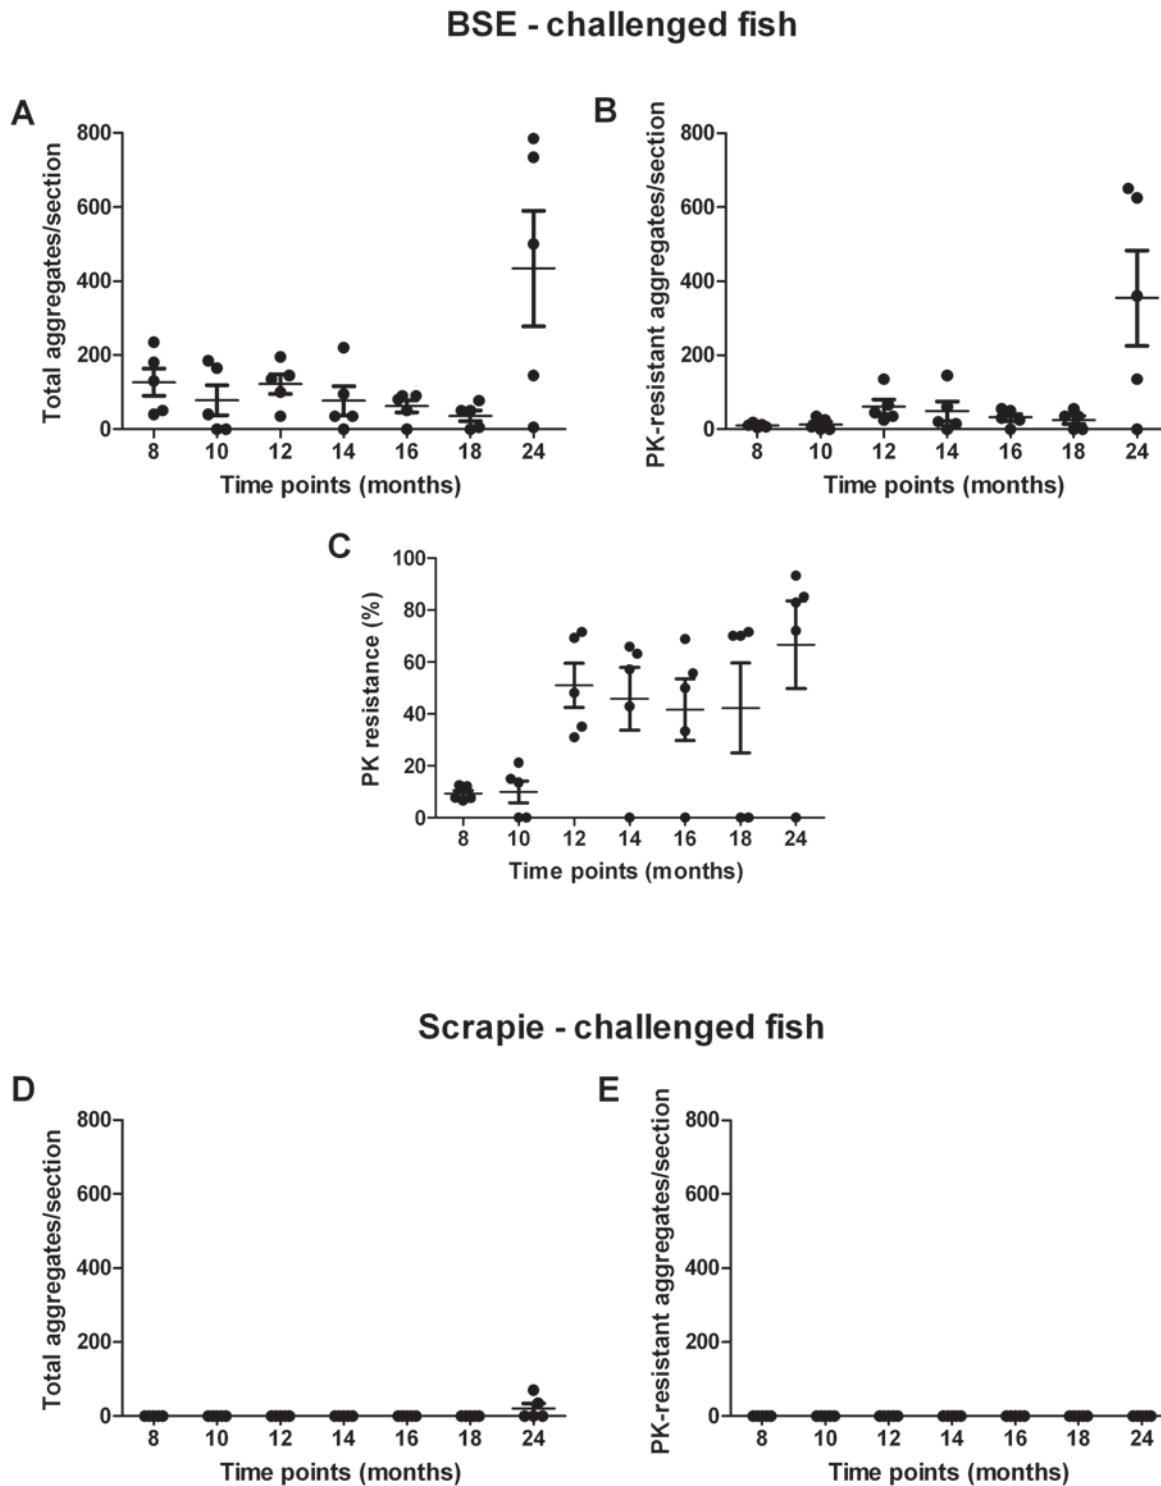 BSE - challenged fish
A
Total aggregates/section
800
600
400
200
0
8 10 12 14 16 18 24
Time points (months)
B
PK-resistant aggregates/section
800
600
400
200
0
8 10 12 14 16 18 24
Time points (months)
C
PK resistance (%)
100
80
60
40
20
0
8 10 12 14 16 18 24
Time points (months)
Scrapie - challenged fish
D
Total aggregates/section
800
600
400
200
0
8 10 12 14 16 18 24
Time points (months)
E
PK-resistant aggregates/section
800
600
400
200
0
8 10 12 14 16 18 24
Time points (months)